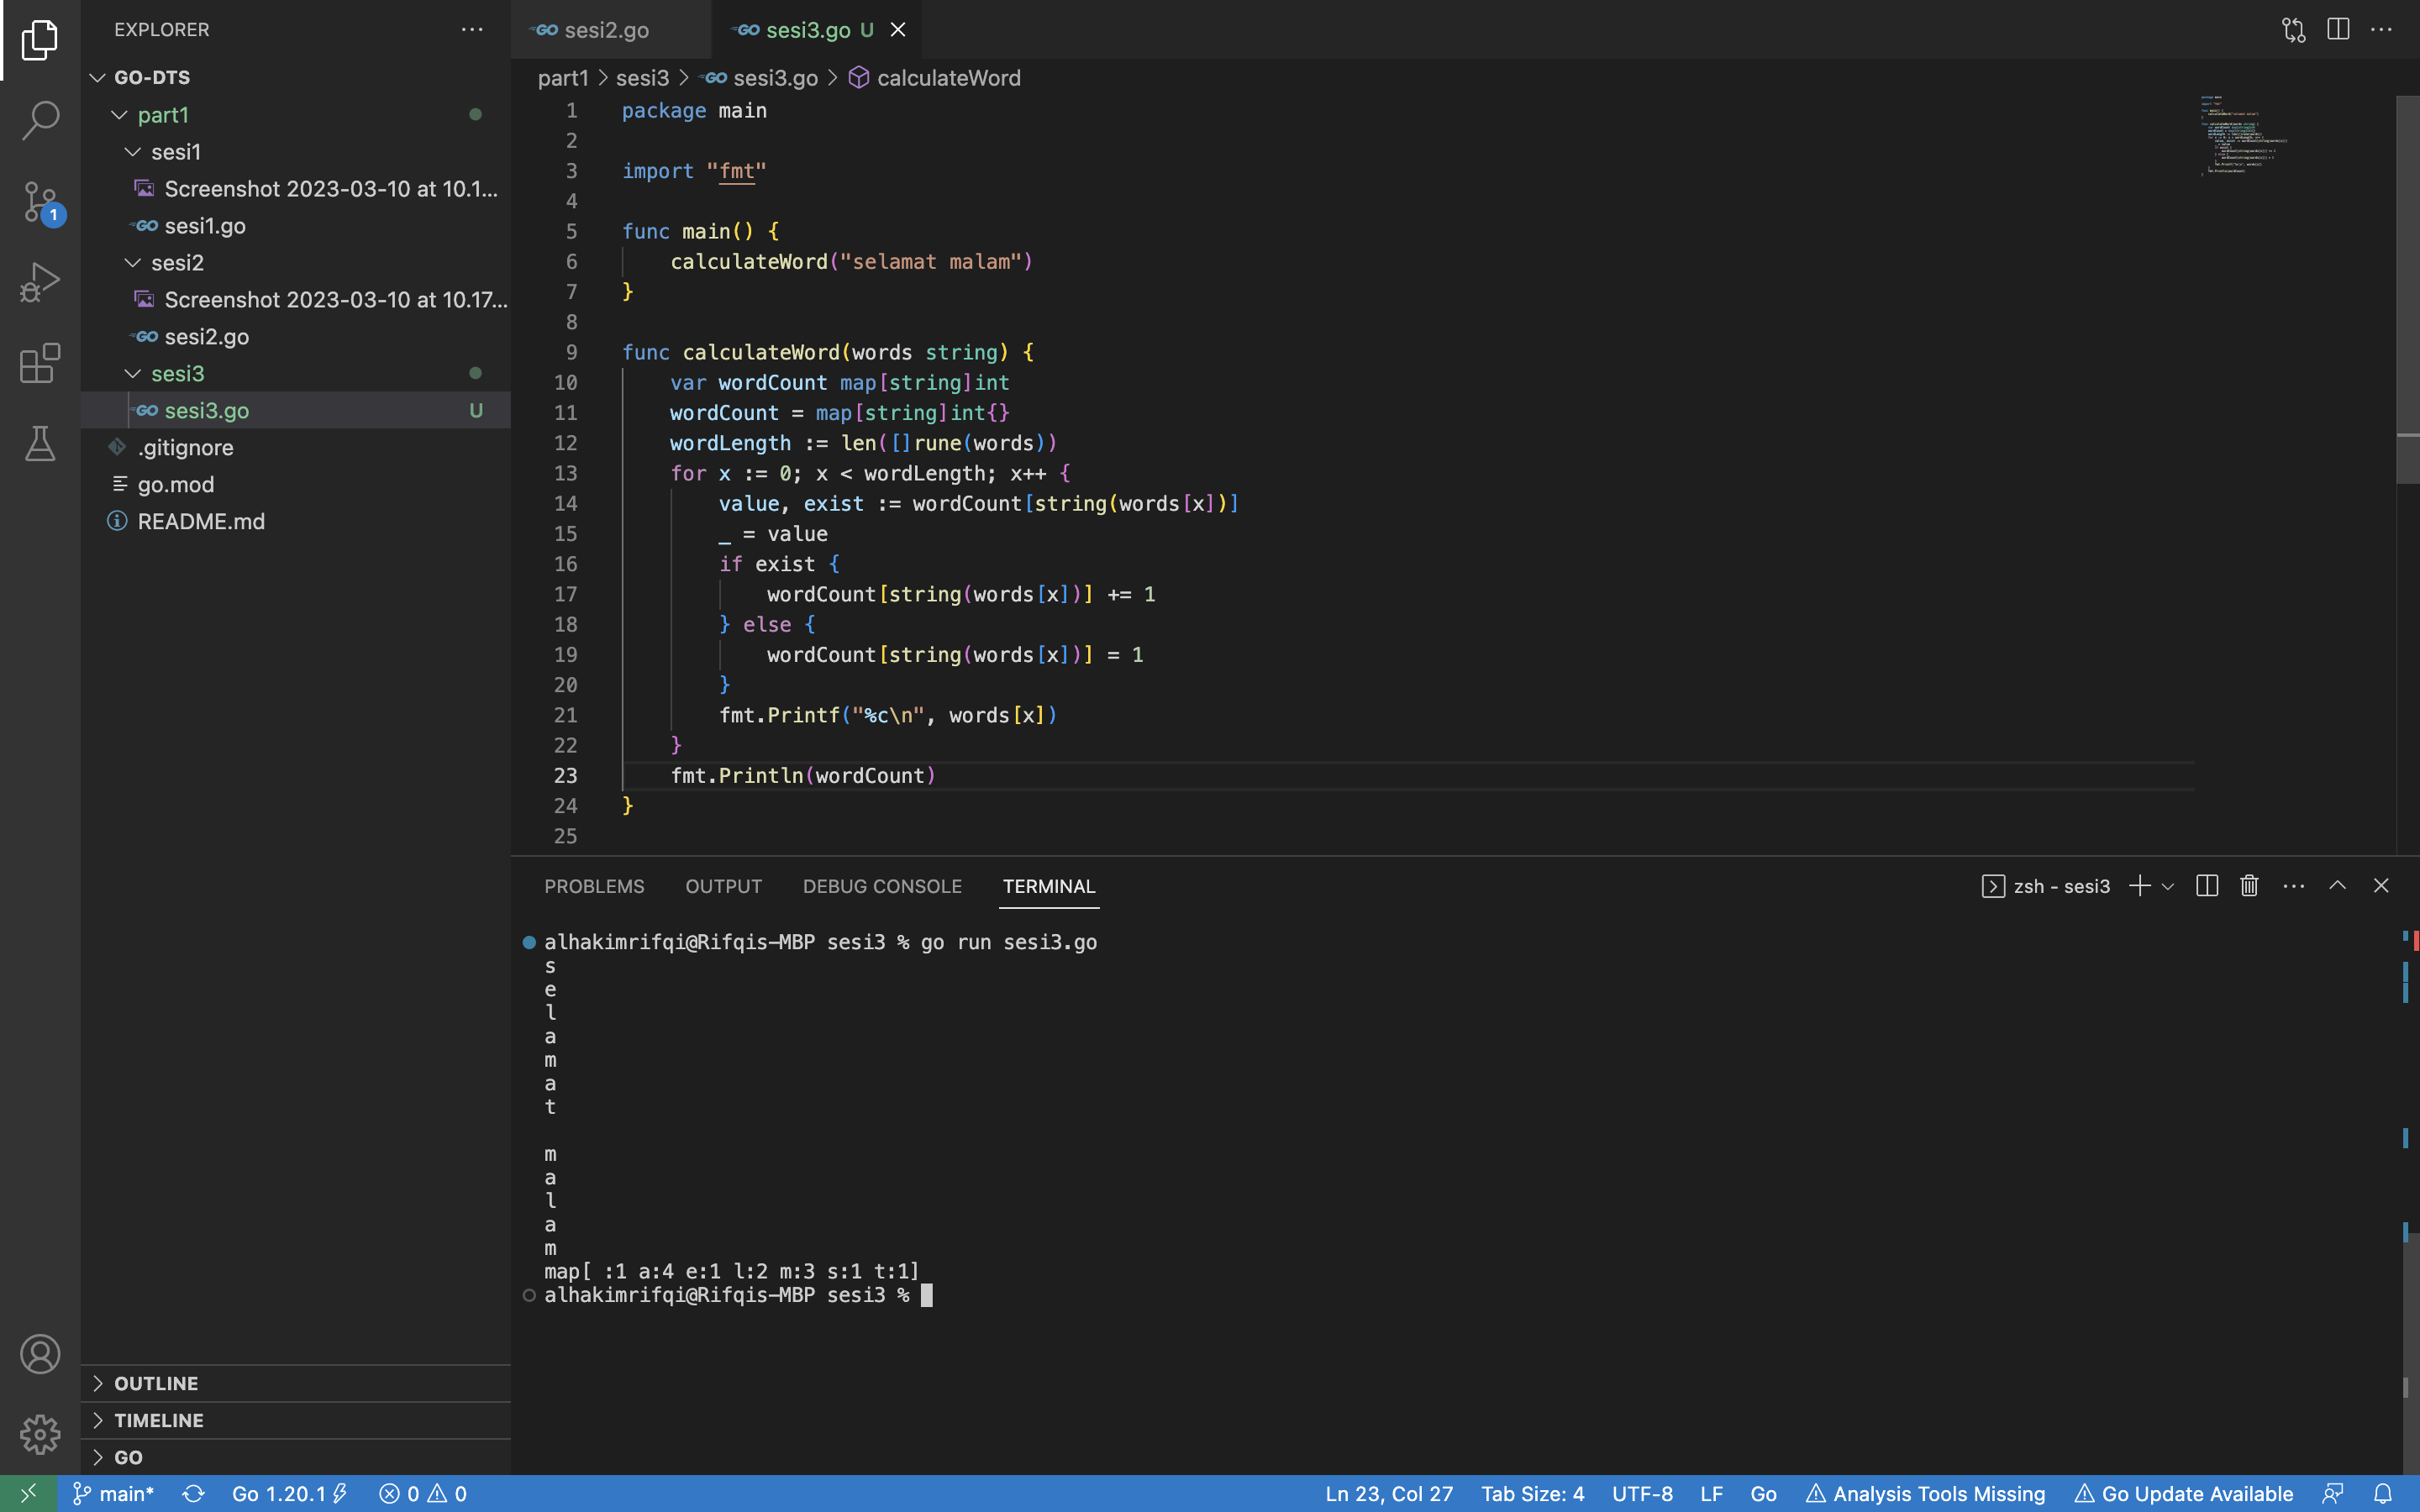 EXPLORER
GO-DTS
part1
sesi1
Screenshot 2023-03-10 at 10.1...
GO sesi1.go
sesi2
Screenshot 2023-03-10 at 10.17...
GO sesi2.go
sesi3
GO sesi3.go U
.gitignore
go.mod
README.md
OUTLINE
TIMELINE
GO
1
GO sesi2.go
GO sesi3.go U
part1 > sesi3 > GO sesi3.go > calculateWord
1 package main
2
3 import "fmt"
4
5 func main() {
6 calculateWord("selamat malam")
7 }
8
9 func calculateWord(words string) {
10 var wordCount map[string]int
11 wordCount = map[string]int{}
12 wordLength := len([]rune(words))
13 for x := 0; x < wordLength; x++ {
14 value, exist := wordCount[string(words[x])]
15 _ = value
16 if exist {
17 wordCount[string(words[x])] += 1
18 } else {
19 wordCount[string(words[x])] = 1
20 }
21 fmt.Printf("%c\n", words[x])
22 }
23 fmt.Println(wordCount)
24 }
25
PROBLEMS OUTPUT DEBUG CONSOLE TERMINAL
zsh - sesi3
alhakimrifqi@Rifqis-MBP sesi3 % go run sesi3.go
s
e
l
a
m
a
t
m
a
l
a
m
map[ :1 a:4 e:1 l:2 m:3 s:1 t:1]
alhakimrifqi@Rifqis-MBP sesi3 %
main* Go 1.20.1 0 0 Ln 23, Col 27 Tab Size: 4 UTF-8 LF Go Analysis Tools Missing Go Update Available